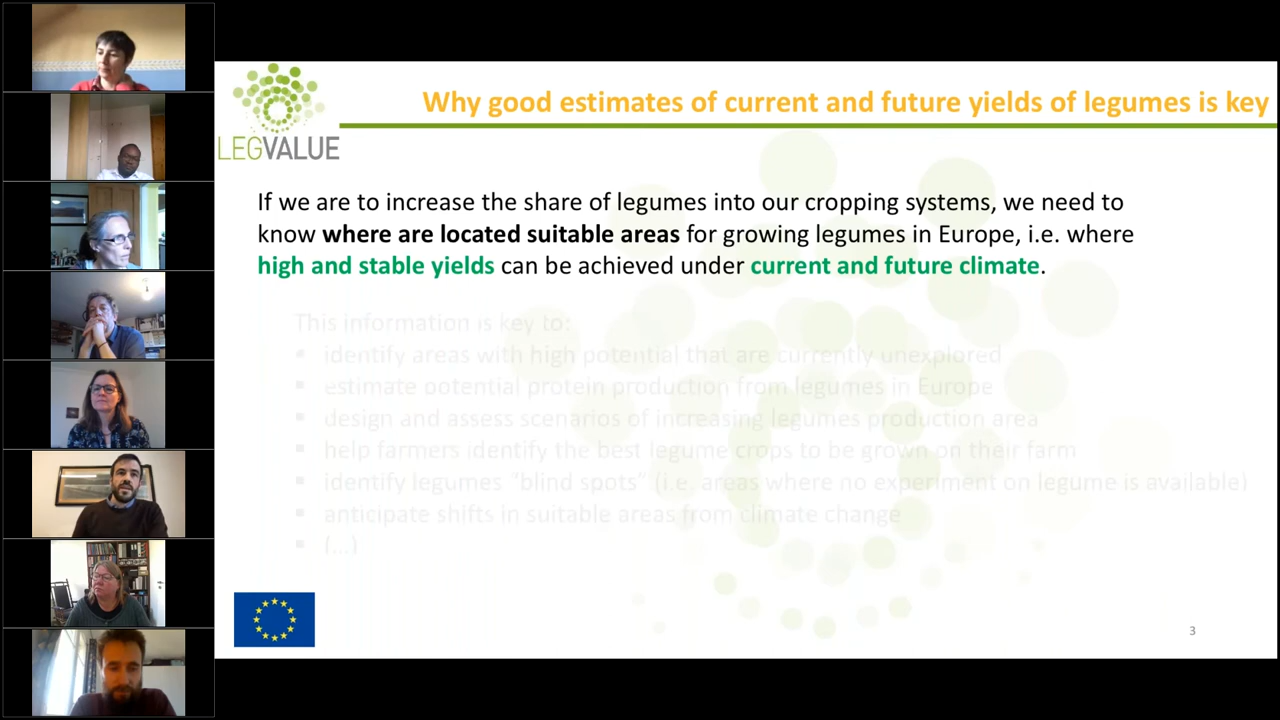 Why good estimates of current and future yields of legumes is key
LEGVALUE
If we are to increase the share of legumes into our cropping systems, we need to
know where are located suitable areas for growing legumes in Europe, i.e. where
high and stable yields can be achieved under current and future climate.
This information is key to:
▪ identify areas with high potential that are currently unexplored
▪ estimate potential protein production from legumes in Europe
▪ design and assess scenarios of increasing legumes production area
▪ help farmers identify the best legume crops to be grown on their farm
▪ identify legumes "blind spots" (i.e. areas where no experiment on legume is available)
▪ anticipate shifts in suitable areas from climate change
▪ (...)
3